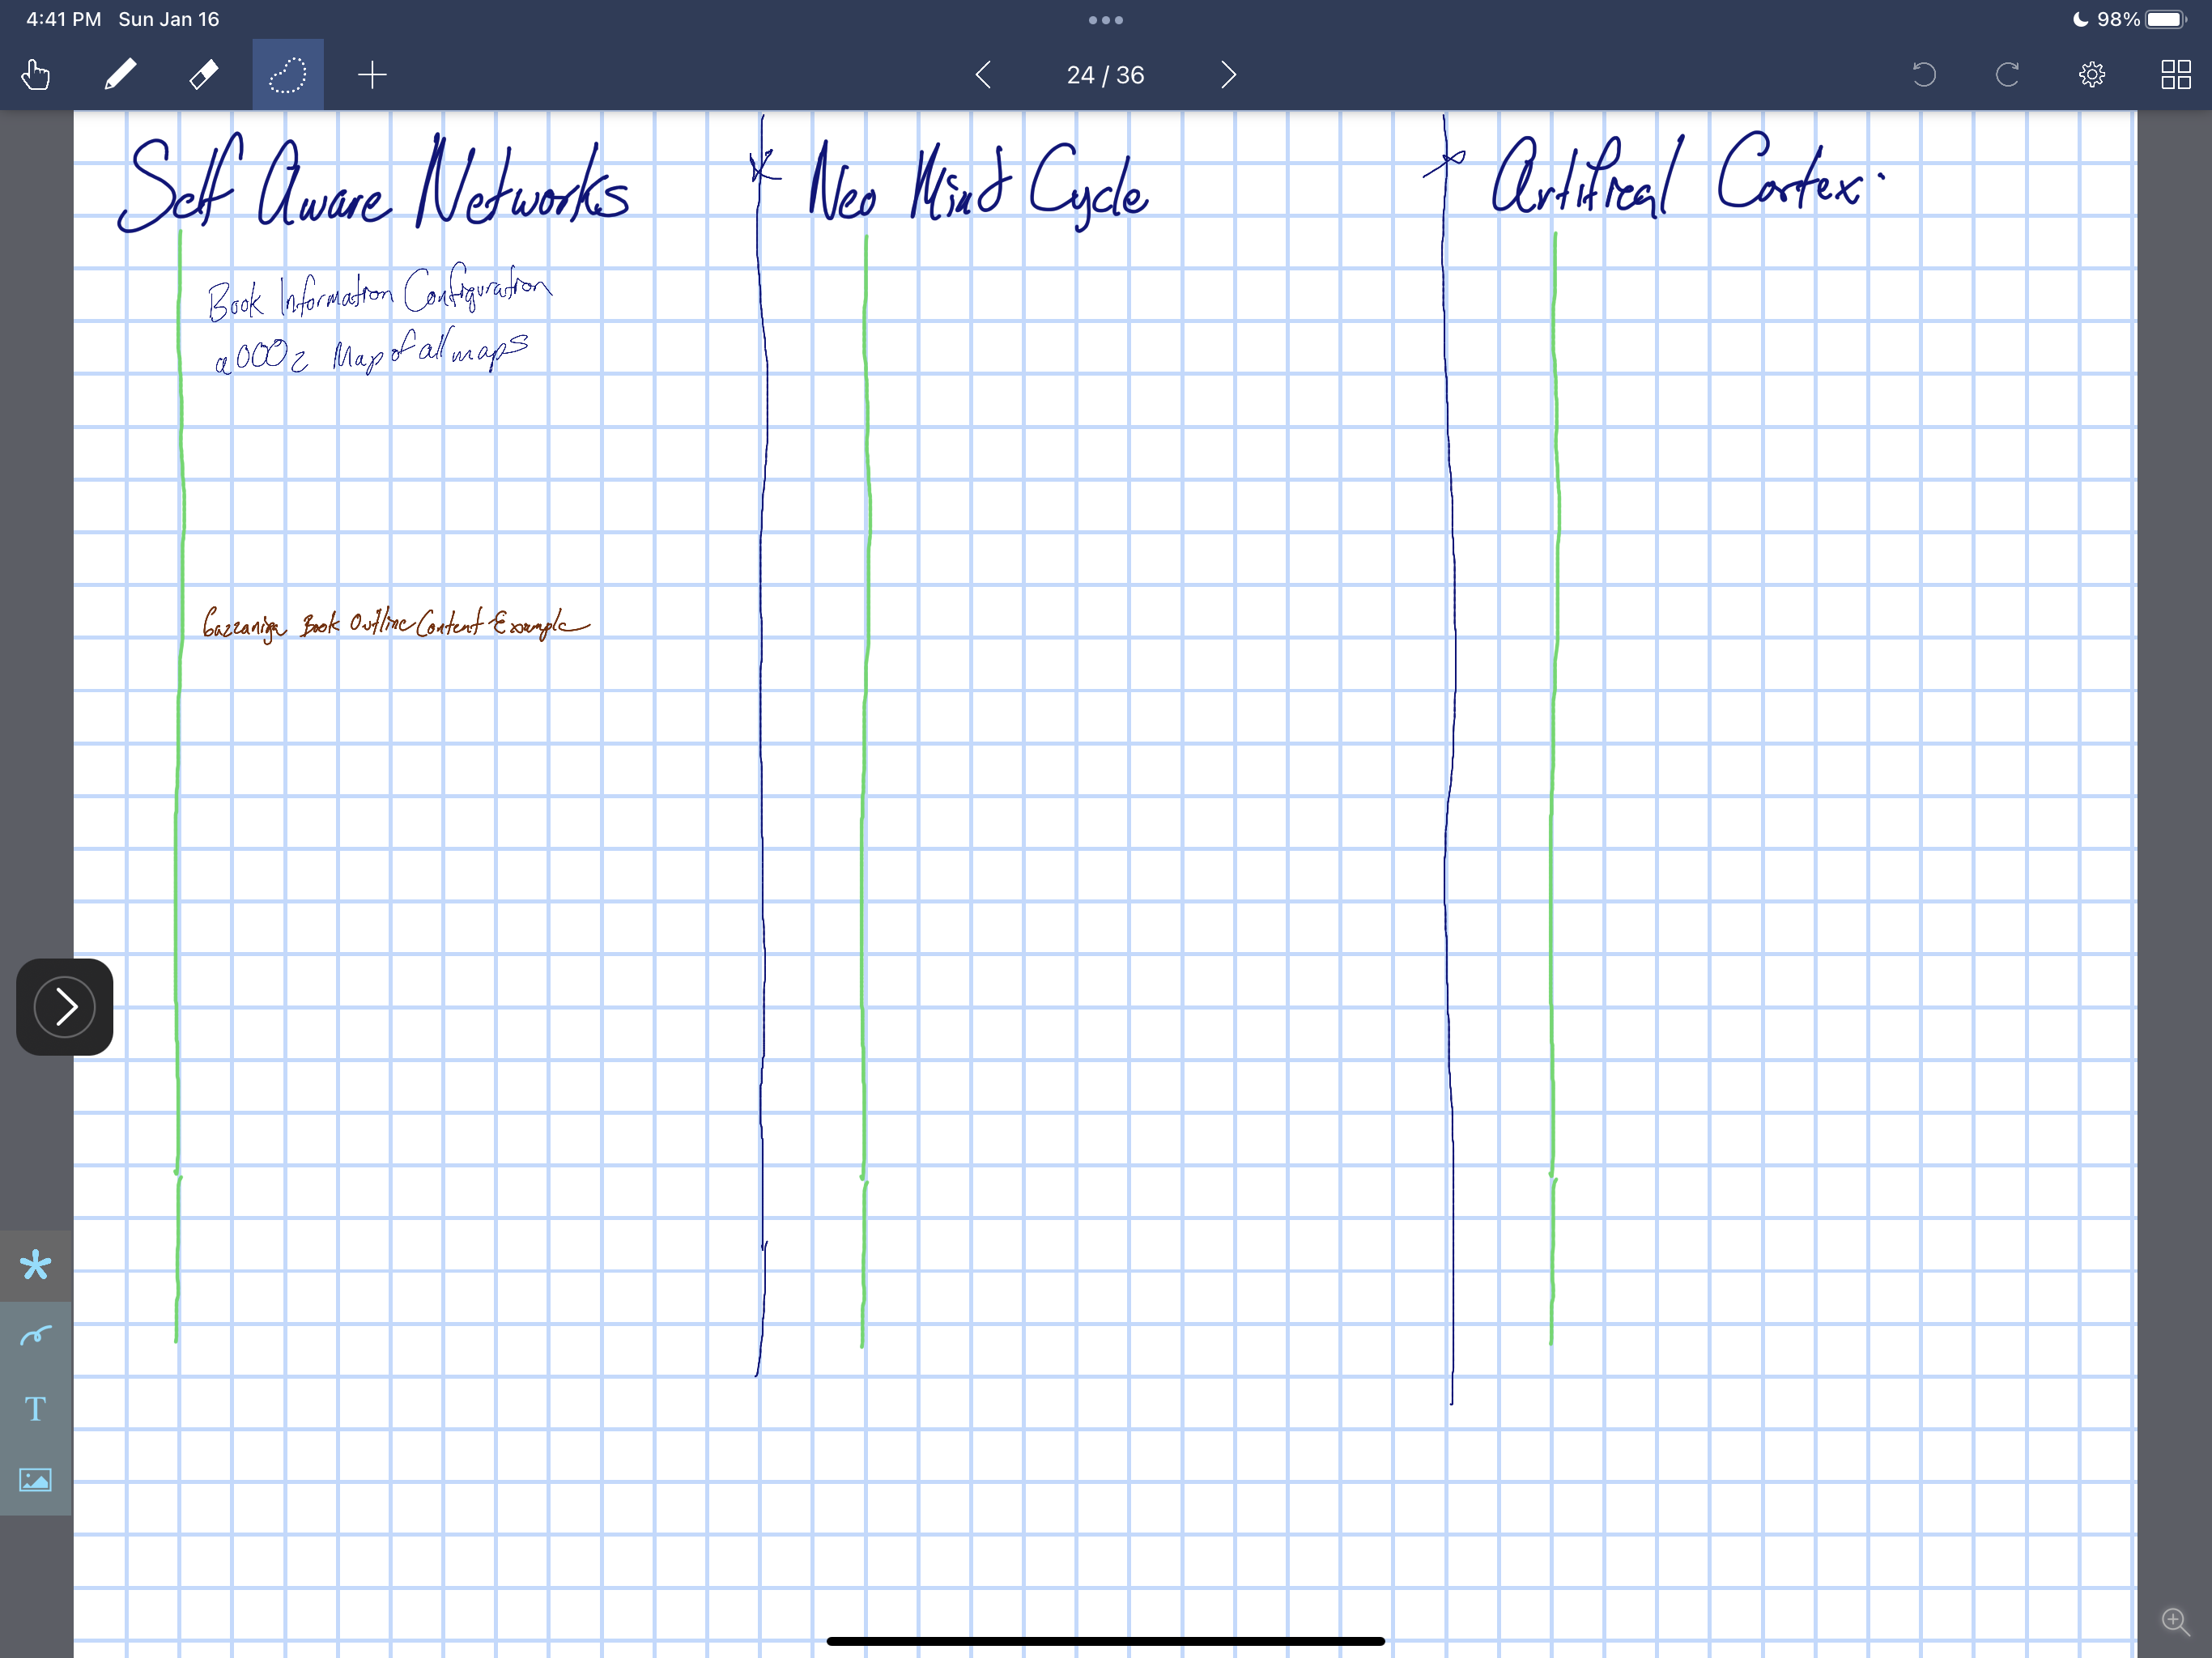 4:41 PM Sun Jan 16
98%
24 / 36
Self Aware Networks
Neo Mind Cycle
Artifical Cortex
Book Information Configuration
a0002 Map of all maps
Gazzaniga Book Outline Content Example
T